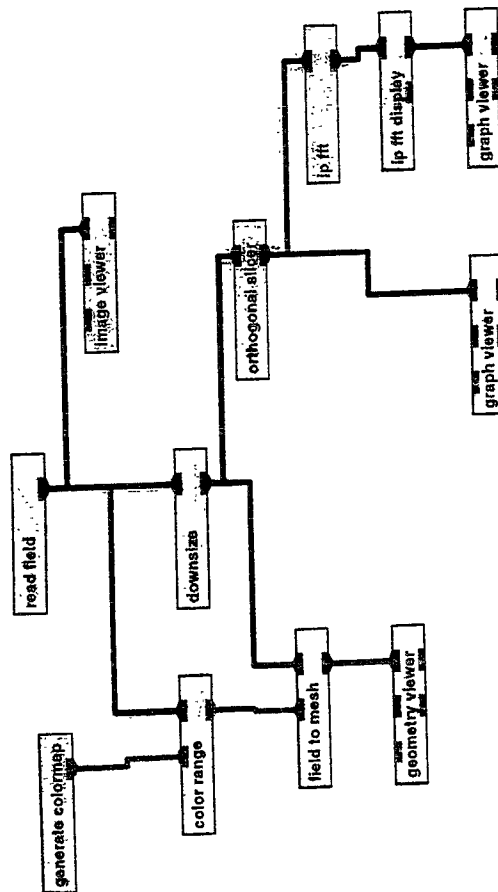 generate colormap
read field
image viewer
color range
downsize
orthogonal slicer
ip fft
field to mesh
ip fft display
geometry viewer
graph viewer
graph viewer